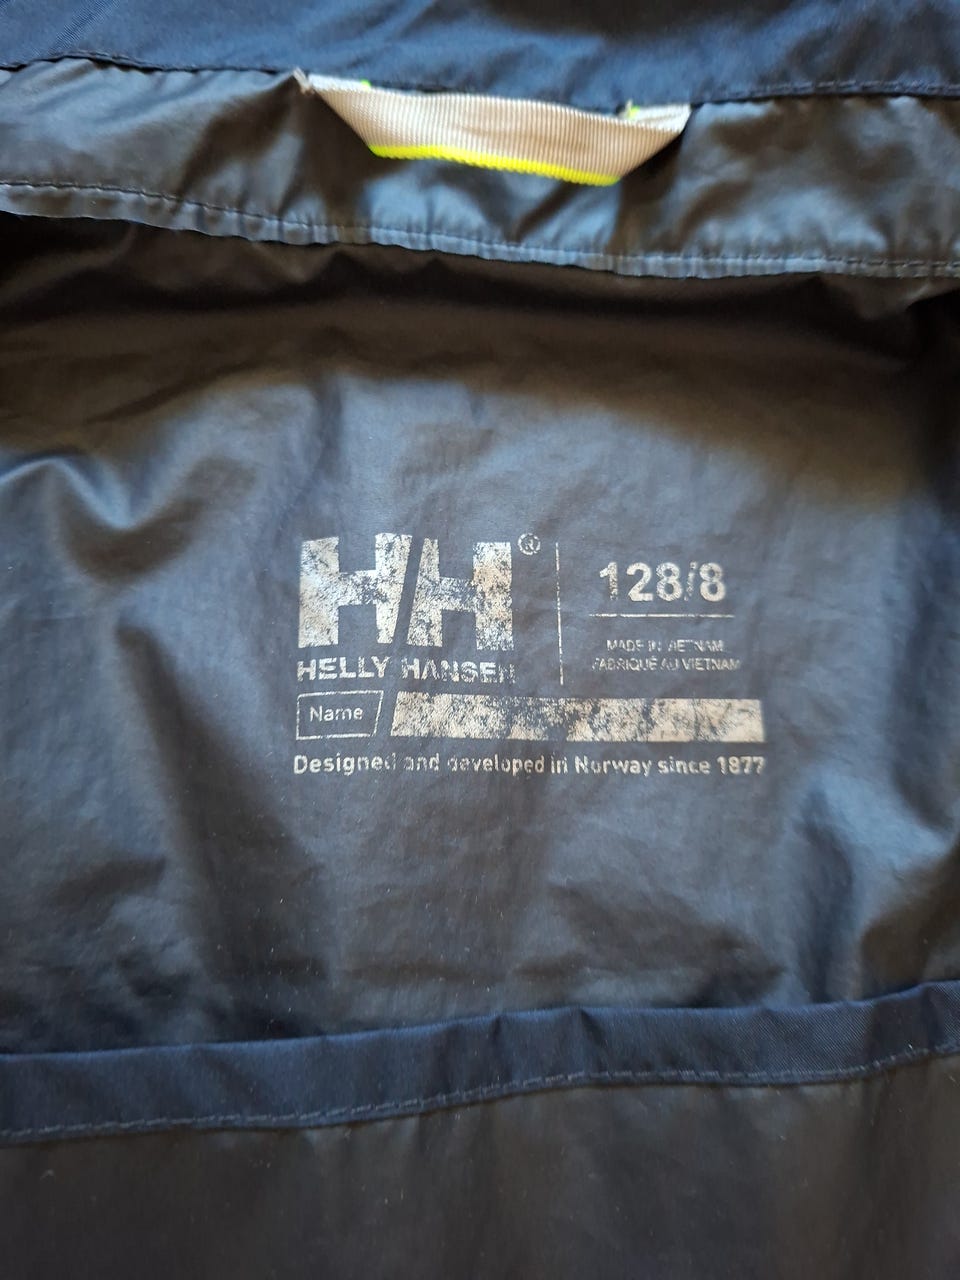 HH®
HELLY HANSEN
128/8
MADE IN VIETNAM
FABRIQUÉ AU VIETNAM
Name
Designed and developed in Norway since 1877